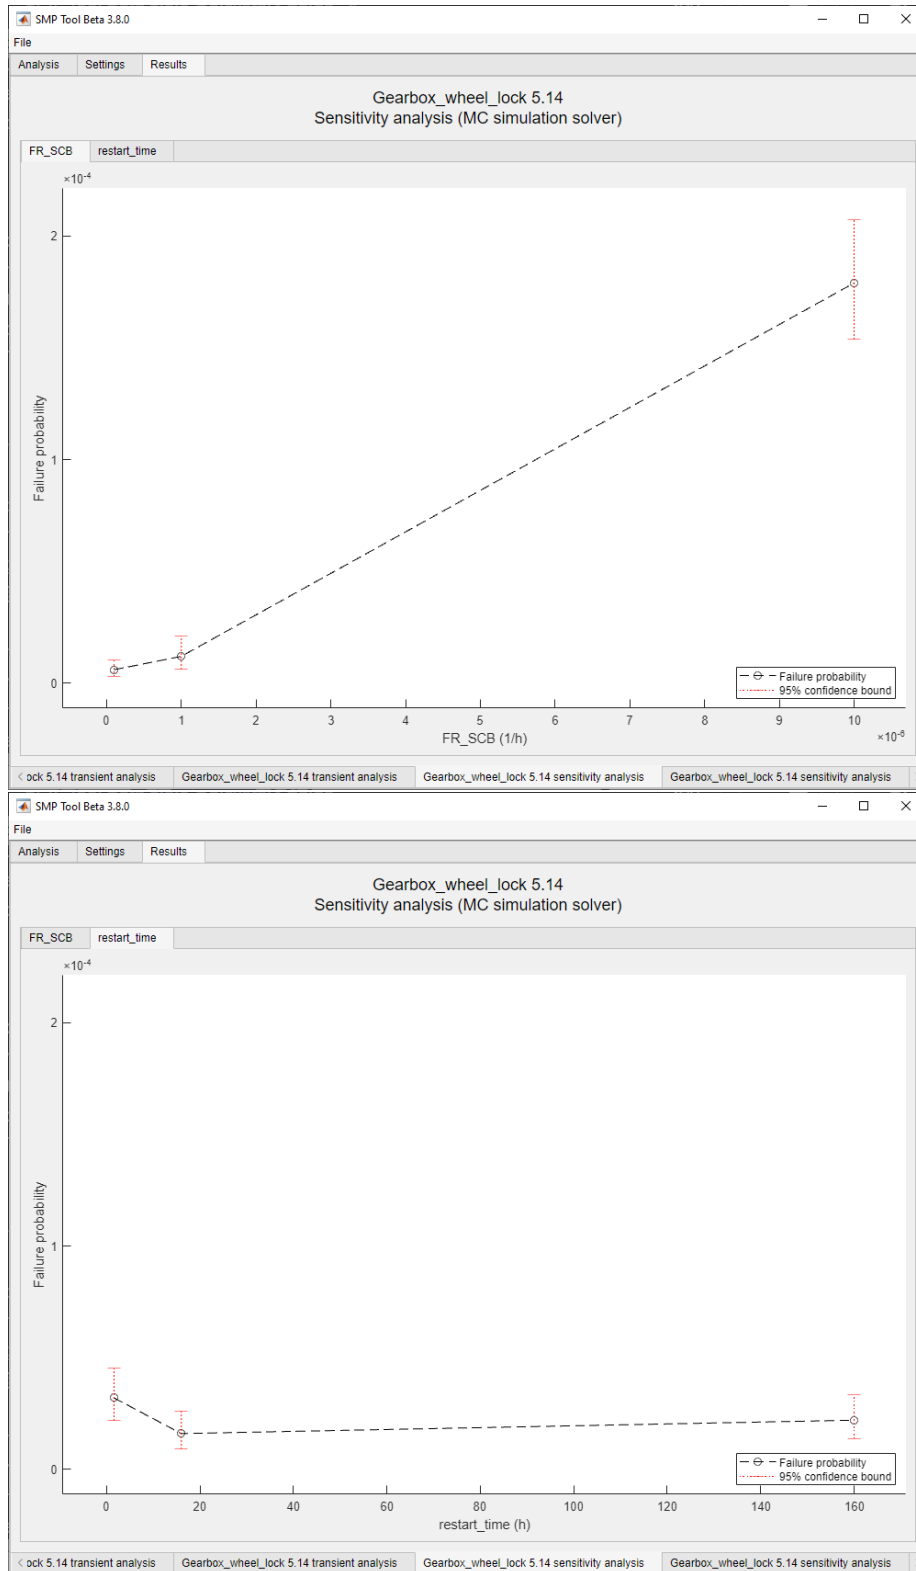 SMP Tool Beta 3.8.0
File
Analysis Settings Results
Gearbox_wheel_lock 5.14
Sensitivity analysis (MC simulation solver)
FR_SCB restart_time
×10⁻⁴
2
1
0
Failure probability
0 1 2 3 4 5 6 7 8 9 10
FR_SCB (1/h)
×10⁻⁶
Failure probability
95% confidence bound
ock 5.14 transient analysis Gearbox_wheel_lock 5.14 transient analysis Gearbox_wheel_lock 5.14 sensitivity analysis Gearbox_wheel_lock 5.14 sensitivity analysis
SMP Tool Beta 3.8.0
File
Analysis Settings Results
Gearbox_wheel_lock 5.14
Sensitivity analysis (MC simulation solver)
FR_SCB restart_time
×10⁻⁴
2
1
0
Failure probability
0 20 40 60 80 100 120 140 160
restart_time (h)
Failure probability
95% confidence bound
ock 5.14 transient analysis Gearbox_wheel_lock 5.14 transient analysis Gearbox_wheel_lock 5.14 sensitivity analysis Gearbox_wheel_lock 5.14 sensitivity analysis